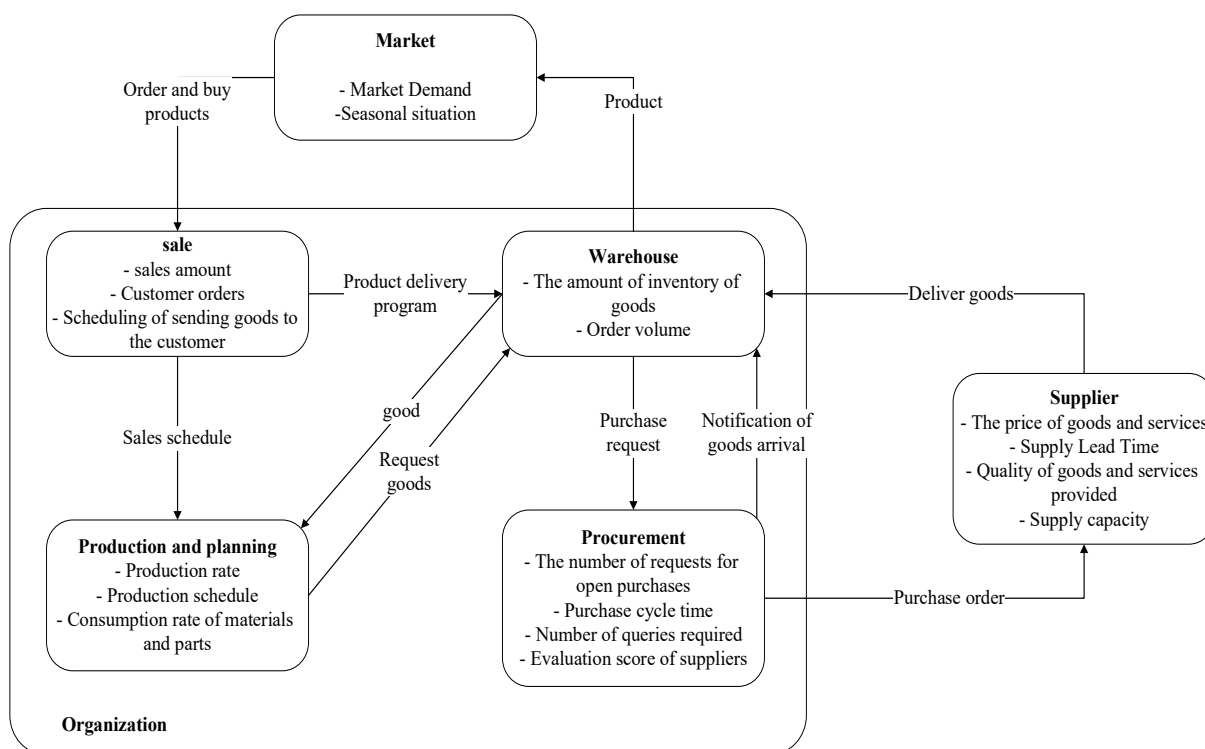 Market
- Market Demand
-Seasonal situation
Order and buy
products
Product
sale
- sales amount
- Customer orders
- Scheduling of sending goods to
the customer
Product delivery
program
Warehouse
- The amount of inventory of
goods
- Order volume
Deliver goods
Supplier
- The price of goods and services
- Supply Lead Time
- Quality of goods and services
provided
- Supply capacity
Sales schedule
good
Request
goods
Purchase
request
Notification of
goods arrival
Production and planning
- Production rate
- Production schedule
- Consumption rate of materials
and parts
Procurement
- The number of requests for
open purchases
- Purchase cycle time
- Number of queries required
- Evaluation score of suppliers
Purchase order
Organization